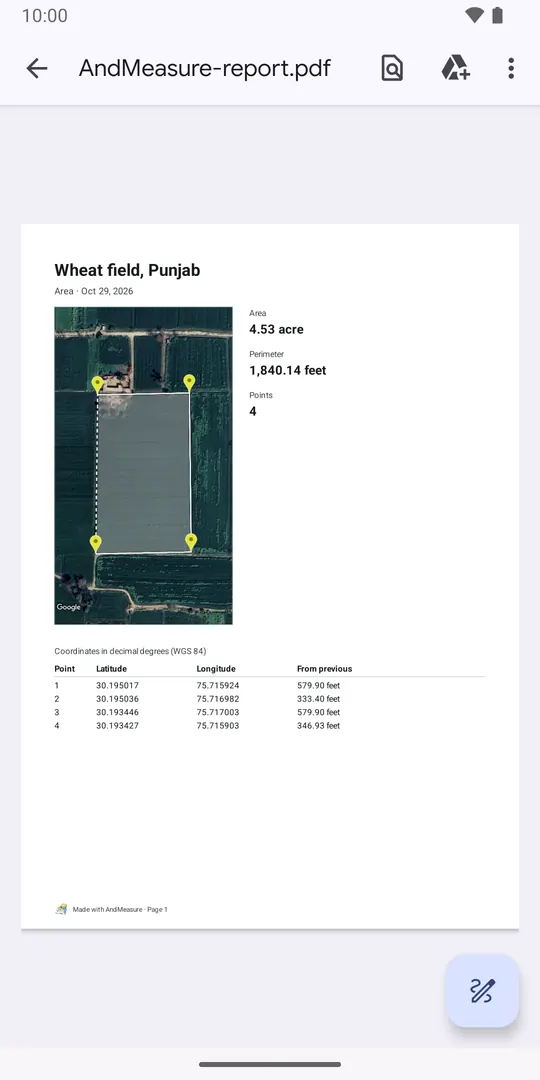 10:00
AndMeasure-report.pdf
Wheat field, Punjab
Area · Oct 29, 2026
Area
4.53 acre
Perimeter
1,840.14 feet
Points
4
Google
Coordinates in decimal degrees (WGS 84)
Point Latitude Longitude From previous
1 30.195017 75.715924 579.90 feet
2 30.195036 75.716982 333.40 feet
3 30.193446 75.717003 579.90 feet
4 30.193427 75.715903 346.93 feet
Made with AndMeasure · Page 1